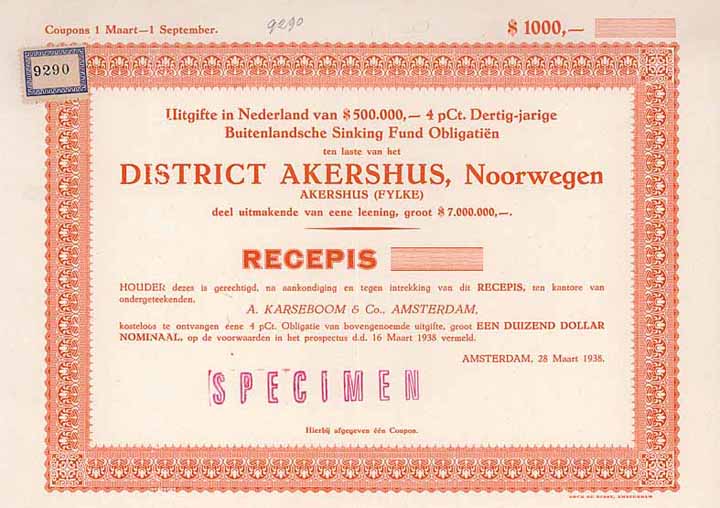 Coupons 1 Maart—1 September.
9290
$ 1000,—
9290
Uitgifte in Nederland van $ 500.000,— 4 pCt. Dertig-jarige
Buitenlandsche Sinking Fund Obligatiën
ten laste van het
DISTRICT AKERSHUS, Noorwegen
AKERSHUS (FYLKE)
deel uitmakende van eene leening, groot $ 7.000.000,—.
RECEPIS
HOUDER dezes is gerechtigd, na aankondiging en tegen intrekking van dit RECEPIS, ten kantore van
ondergeteekenden,
A. KARSEBOOM & Co., AMSTERDAM,
kosteloos te ontvangen eene 4 pCt. Obligatie van bovengenoemde uitgifte, groot EEN DUIZEND DOLLAR
NOMINAAL, op de voorwaarden in het prospectus d.d. 16 Maart 1938 vermeld.
AMSTERDAM, 28 Maart 1938.
SPECIMEN
Hierbij afgegeven één Coupon.
AMSTERDAM